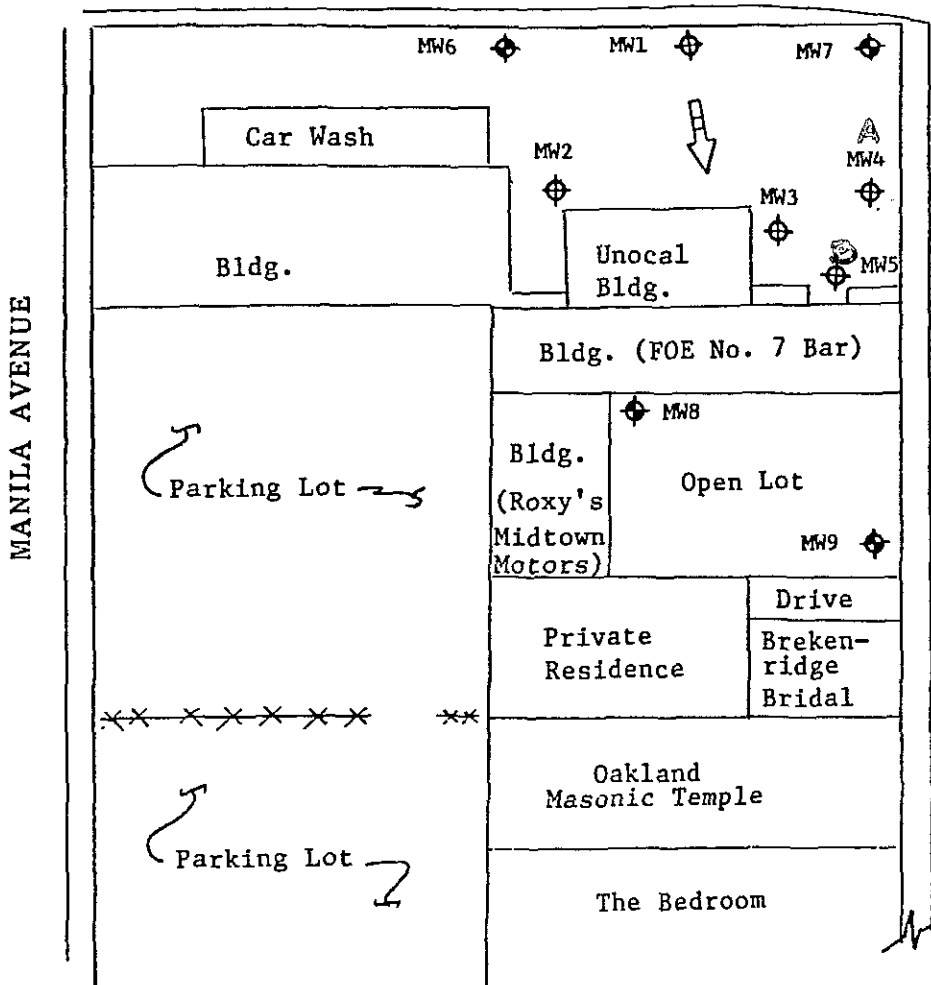 MW6
MW1
MW7
Car Wash
MW2
A
MW4
MW3
Bldg.
Unocal
Bldg.
MW5
MANILA AVENUE
Bldg. (FOE No. 7 Bar)
MW8
Bldg.
(Roxy's
Midtown
Motors)
Open Lot
Parking Lot
MW9
Drive
Private
Residence
Breken-
ridge
Bridal
Oakland
Masonic Temple
Parking Lot
The Bedroom